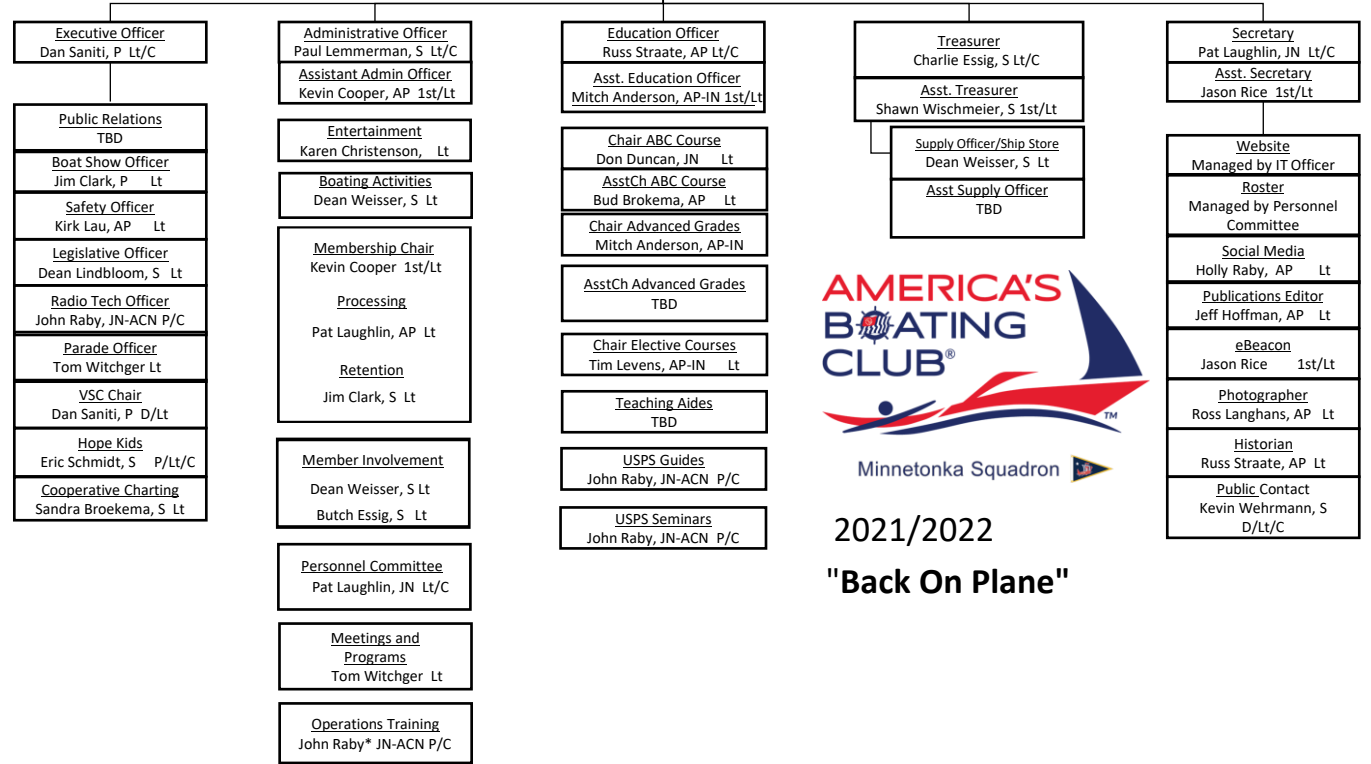 Executive Officer
Dan Saniti, P Lt/C
Public Relations
TBD
Boat Show Officer
Jim Clark, P Lt
Safety Officer
Kirk Lau, AP Lt
Legislative Officer
Dean Lindbloom, S Lt
Radio Tech Officer
John Raby, JN-ACN P/C
Parade Officer
Tom Witchger Lt
VSC Chair
Dan Saniti, P D/Lt
Hope Kids
Eric Schmidt, S P/Lt/C
Cooperative Charting
Sandra Broekema, S Lt
Administrative Officer
Paul Lemmerman, S Lt/C
Assistant Admin Officer
Kevin Cooper, AP 1st/Lt
Entertainment
Karen Christenson, Lt
Boating Activities
Dean Weisser, S Lt
Membership Chair
Kevin Cooper 1st/Lt
Processing
Pat Laughlin, AP Lt
Retention
Jim Clark, S Lt
Member Involvement
Dean Weisser, S Lt
Butch Essig, S Lt
Personnel Committee
Pat Laughlin, JN Lt/C
Meetings and
Programs
Tom Witchger Lt
Operations Training
John Raby* JN-ACN P/C
Education Officer
Russ Straate, AP Lt/C
Asst. Education Officer
Mitch Anderson, AP-IN 1st/Lt
Chair ABC Course
Don Duncan, JN Lt
AsstCh ABC Course
Bud Brokema, AP Lt
Chair Advanced Grades
Mitch Anderson, AP-IN
AsstCh Advanced Grades
TBD
Chair Elective Courses
Tim Levens, AP-IN Lt
Teaching Aides
TBD
USPS Guides
John Raby, JN-ACN P/C
USPS Seminars
John Raby, JN-ACN P/C
Treasurer
Charlie Essig, S Lt/C
Asst. Treasurer
Shawn Wischmeier, S 1st/Lt
Supply Officer/Ship Store
Dean Weisser, S Lt
Asst Supply Officer
TBD
AMERICA'S
BOATING
CLUB®
TM
Minnetonka Squadron
2021/2022
"Back On Plane"
Secretary
Pat Laughlin, JN Lt/C
Asst. Secretary
Jason Rice 1st/Lt
Website
Managed by IT Officer
Roster
Managed by Personnel
Committee
Social Media
Holly Raby, AP Lt
Publications Editor
Jeff Hoffman, AP Lt
eBeacon
Jason Rice 1st/Lt
Photographer
Ross Langhans, AP Lt
Historian
Russ Straate, AP Lt
Public Contact
Kevin Wehrmann, S
D/Lt/C